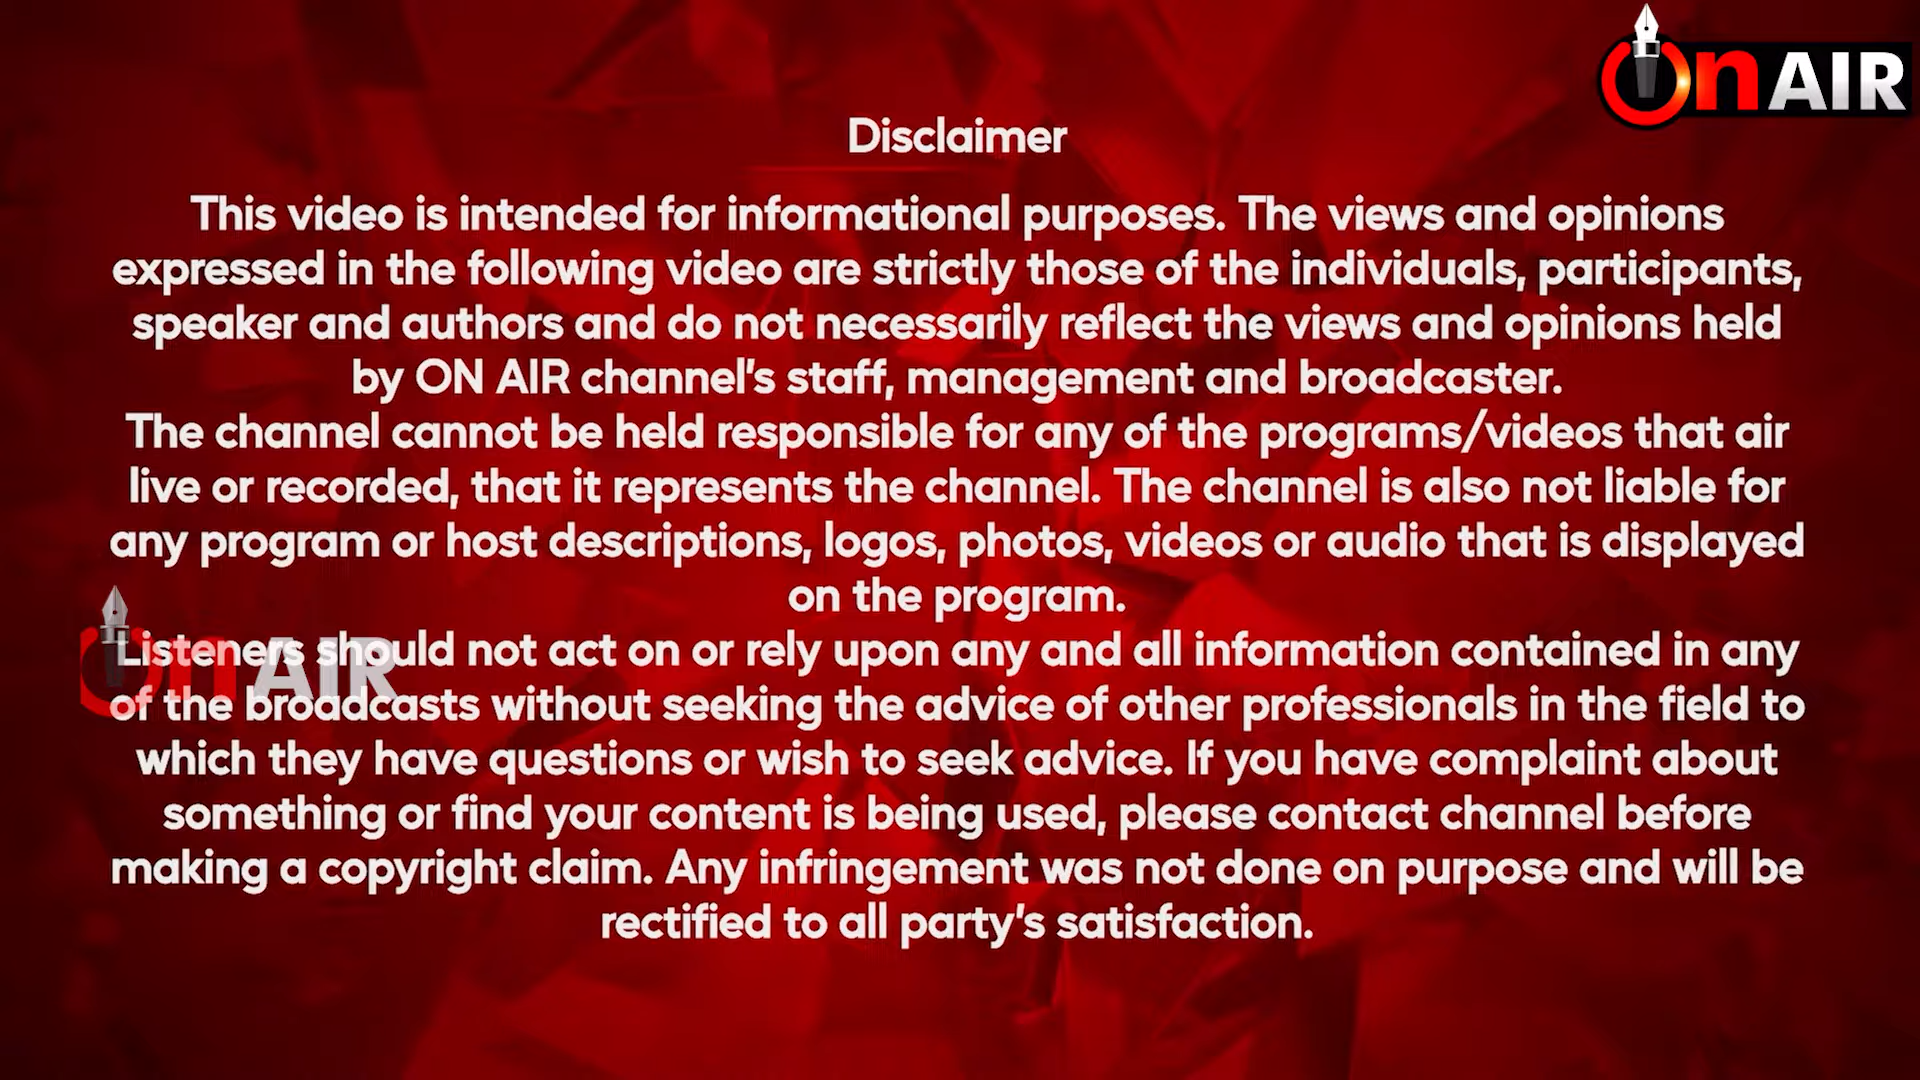 On AIR
Disclaimer
This video is intended for informational purposes. The views and opinions
expressed in the following video are strictly those of the individuals, participants,
speaker and authors and do not necessarily reflect the views and opinions held
by ON AIR channel's staff, management and broadcaster.
The channel cannot be held responsible for any of the programs/videos that air
live or recorded, that it represents the channel. The channel is also not liable for
any program or host descriptions, logos, photos, videos or audio that is displayed
on the program.
On AIR
Listeners should not act on or rely upon any and all information contained in any
of the broadcasts without seeking the advice of other professionals in the field to
which they have questions or wish to seek advice. If you have complaint about
something or find your content is being used, please contact channel before
making a copyright claim. Any infringement was not done on purpose and will be
rectified to all party's satisfaction.